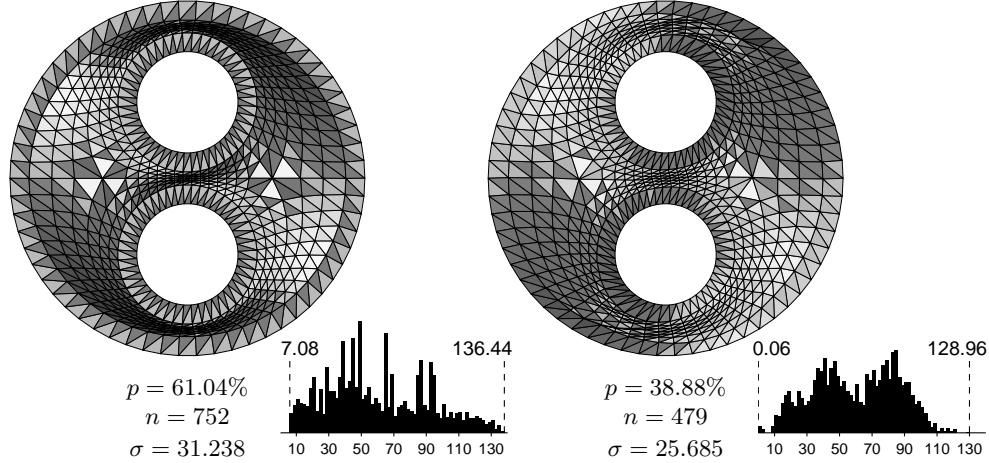 7.08 136.44
p = 61.04%
n = 752
σ = 31.238
10 30 50 70 90 110 130
0.06 128.96
p = 38.88%
n = 479
σ = 25.685
10 30 50 70 90 110 130